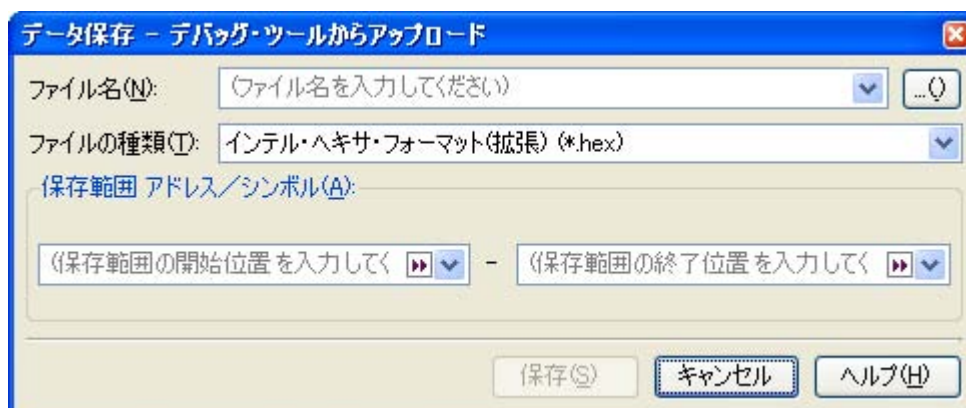 データ保存 - デバッグ・ツールからアップロード
ファイル名(N): (ファイル名を入力してください) ...()
ファイルの種類(T): インテル・ヘキサ・フォーマット(拡張) (*.hex)
保存範囲 アドレス／シンボル(A):
(保存範囲の開始位置を入力してく - (保存範囲の終了位置を入力してく
保存(S) キャンセル ヘルプ(H)